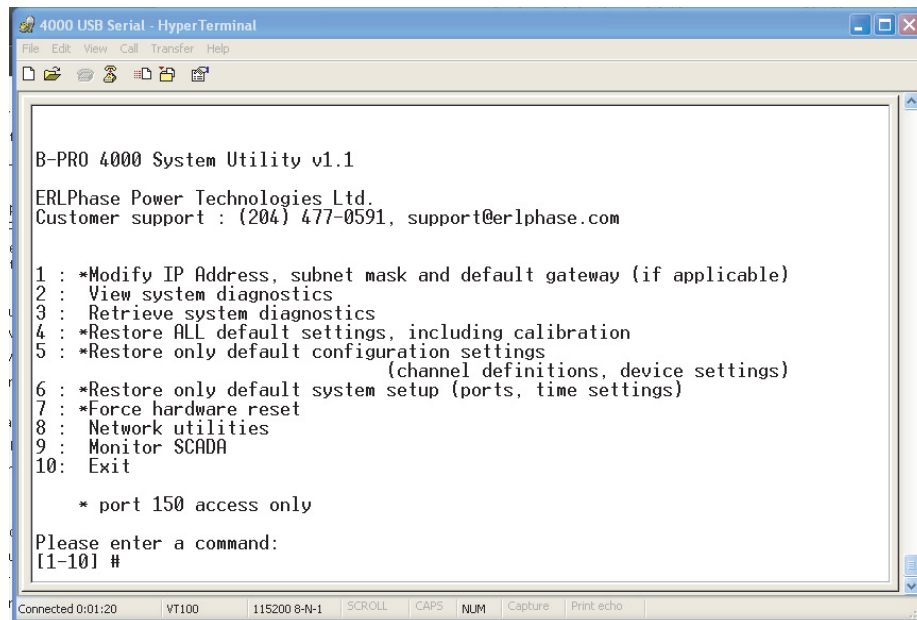 4000 USB Serial - HyperTerminal
File Edit View Call Transfer Help
B-PRO 4000 System Utility v1.1
ERLPhase Power Technologies Ltd.
Customer support : (204) 477-0591, support@erlphase.com
1 : *Modify IP Address, subnet mask and default gateway (if applicable)
2 : View system diagnostics
3 : Retrieve system diagnostics
4 : *Restore ALL default settings, including calibration
5 : *Restore only default configuration settings
(channel definitions, device settings)
6 : *Restore only default system setup (ports, time settings)
7 : *Force hardware reset
8 : Network utilities
9 : Monitor SCADA
10: Exit
* port 150 access only
Please enter a command:
[1-10] #
Connected 0:01:20 VT100 115200 8-N-1 SCROLL CAPS NUM Capture Print echo